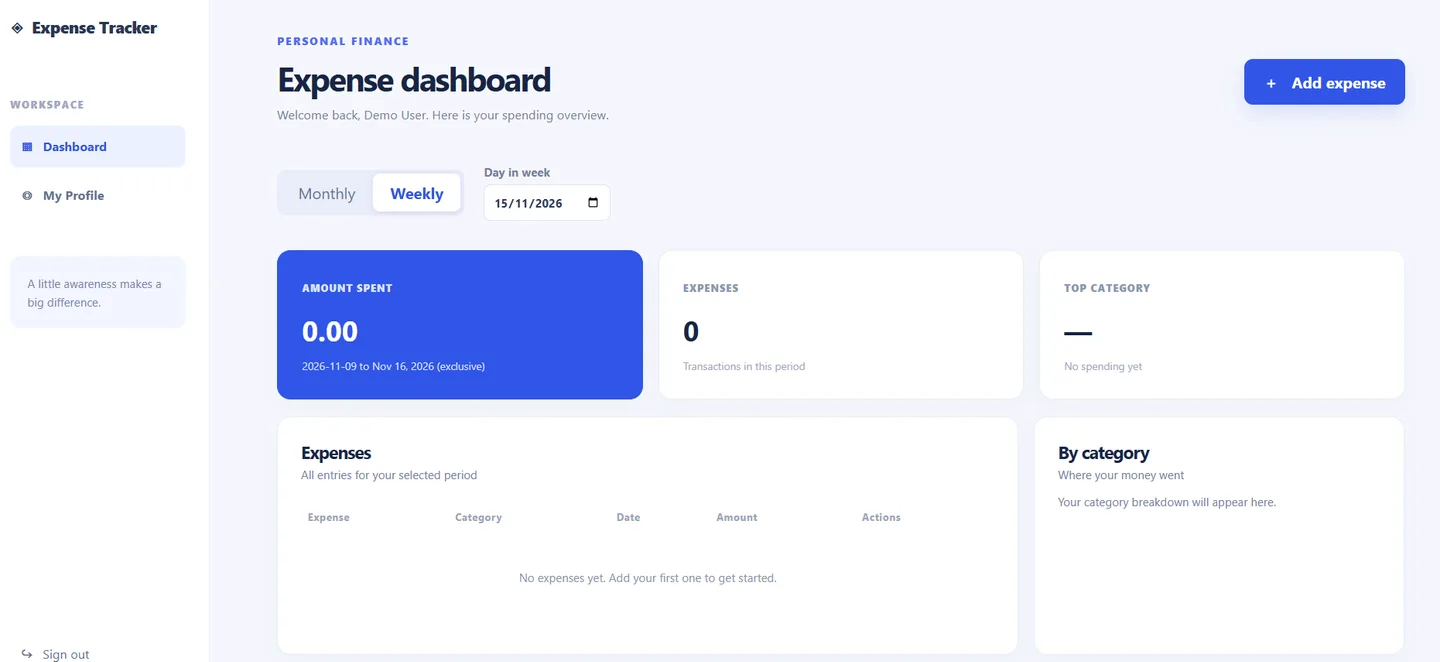 Expense Tracker
WORKSPACE
Dashboard
My Profile
A little awareness makes a
big difference.
Sign out
PERSONAL FINANCE
Expense dashboard
Welcome back, Demo User. Here is your spending overview.
+ Add expense
Monthly
Weekly
Day in week
15/11/2026
AMOUNT SPENT
0.00
2026-11-09 to Nov 16, 2026 (exclusive)
EXPENSES
0
Transactions in this period
TOP CATEGORY
—
No spending yet
Expenses
All entries for your selected period
Expense Category Date Amount Actions
No expenses yet. Add your first one to get started.
By category
Where your money went
Your category breakdown will appear here.